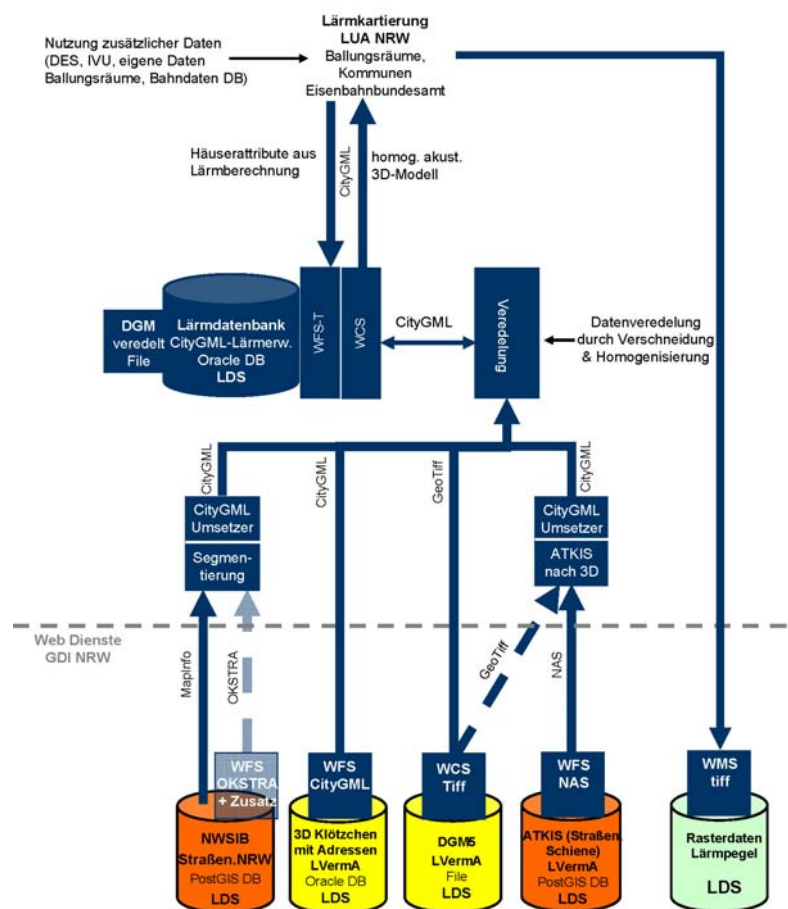 Lärmkartierung
LUA NRW
Ballungsräume,
Kommunen
Eisenbahnbundesamt
Nutzung zusätzlicher Daten
(DES, IVU, eigene Daten
Ballungsräume, Bahndaten DB)
Häuserattribute aus
Lärmberechnung
CityGML
homog. akust.
3D-Modell
DGM
veredelt
File
Lärmdatenbank
CityGML-Lärmerw.
Oracle DB
LDS
WFS-T
WCS
CityGML
Veredelung
Datenveredelung
durch Verschneidung
& Homogenisierung
CityGML
CityGML
GeoTiff
CityGML
CityGML
Umsetzer
Segmen-
tierung
CityGML
Umsetzer
ATKIS
nach 3D
Web Dienste
GDI NRW
MapInfo
OKSTRA
GeoTiff
NAS
WFS
OKSTRA
+ Zusatz
WFS
CityGML
WCS
Tiff
WFS
NAS
WMS
tiff
NWSIB
Straßen.NRW
PostGIS DB
LDS
3D Klötzchen
mit Adressen
LVermA
Oracle DB
LDS
DGM5
LVermA
File
LDS
ATKIS (Straßen,
Schiene)
LVermA
PostGIS DB
LDS
Rasterdaten
Lärmpegel
LDS